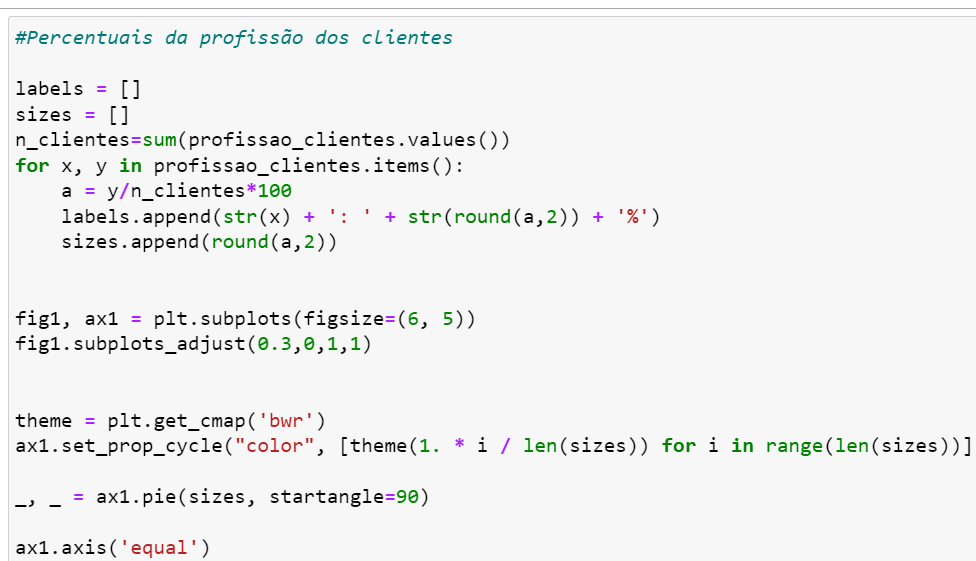 #Percentuais da profissão dos clientes
labels = []
sizes = []
n_clientes=sum(profissao_clientes.values())
for x, y in profissao_clientes.items():
    a = y/n_clientes*100
    labels.append(str(x) + ': ' + str(round(a,2)) + '%')
    sizes.append(round(a,2))
fig1, ax1 = plt.subplots(figsize=(6, 5))
fig1.subplots_adjust(0.3,0,1,1)
theme = plt.get_cmap('bwr')
ax1.set_prop_cycle("color", [theme(1. * i / len(sizes)) for i in range(len(sizes))]
_, _ = ax1.pie(sizes, startangle=90)
ax1.axis('equal')